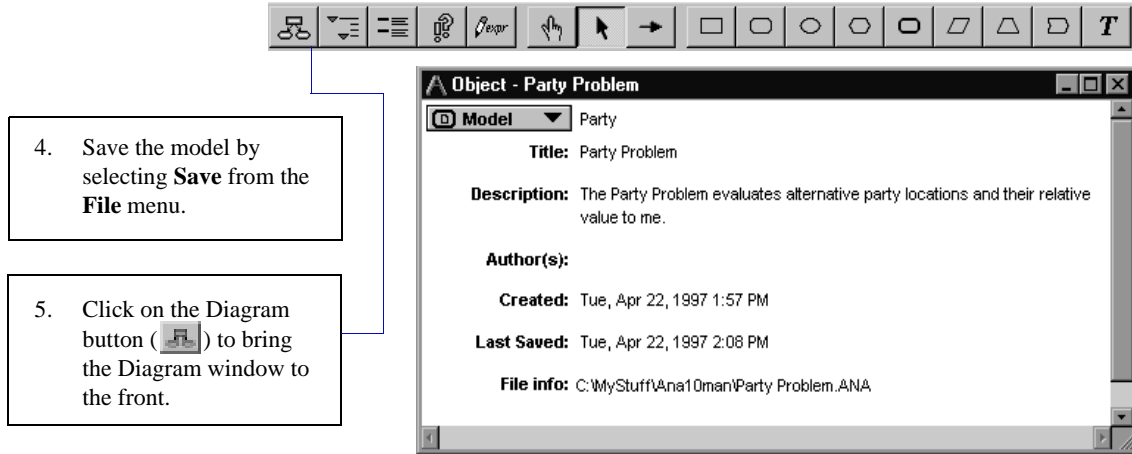 expr
T
Object - Party Problem
D Model Party
Title: Party Problem
Description: The Party Problem evaluates alternative party locations and their relative
value to me.
Author(s):
Created: Tue, Apr 22, 1997 1:57 PM
Last Saved: Tue, Apr 22, 1997 2:08 PM
File info: C:\MyStuff\Ana10man\Party Problem.ANA
4. Save the model by
selecting Save from the
File menu.
5. Click on the Diagram
button ( ) to bring
the Diagram window to
the front.